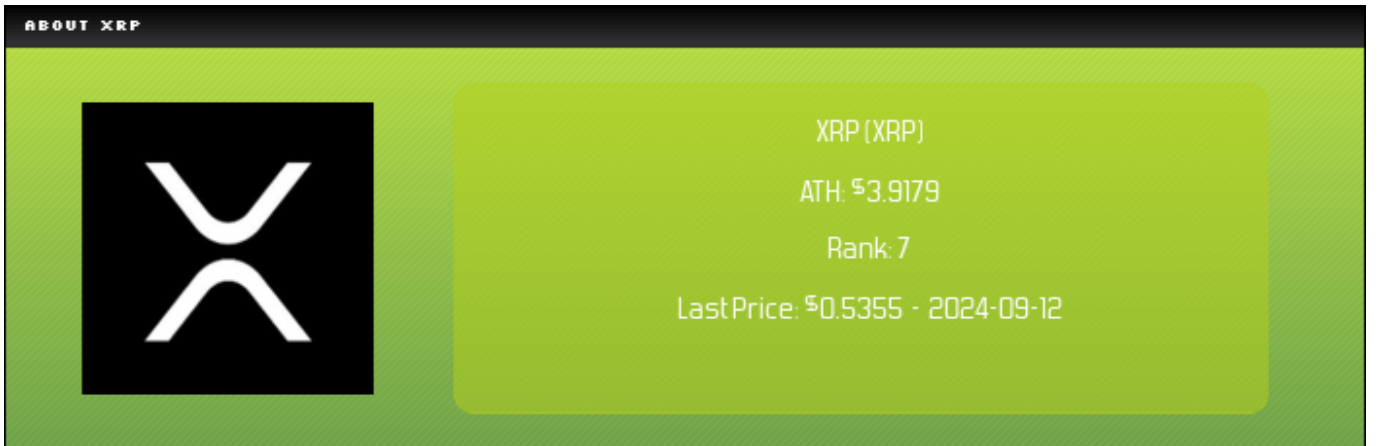 ABOUT XRP
XRP (XRP)
ATH: $3.9179
Rank: 7
Last Price: $0.5355 - 2024-09-12